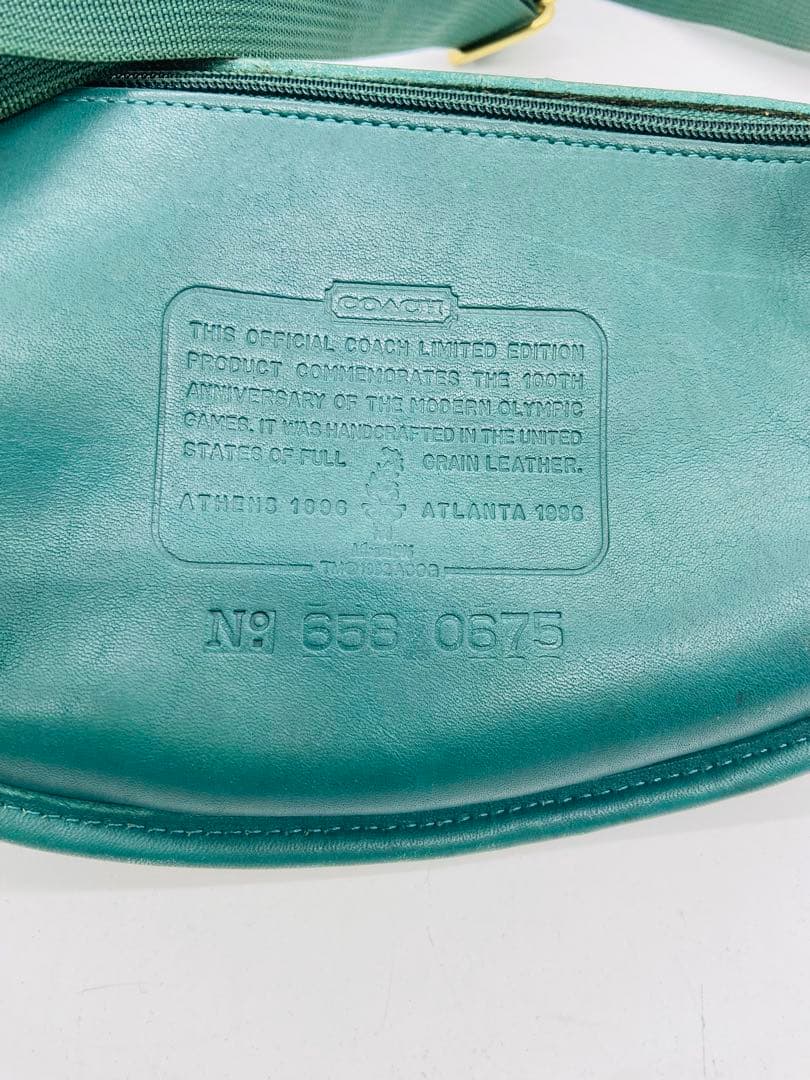 COACH
THIS OFFICIAL COACH LIMITED EDITION
PRODUCT COMMEMORATES THE 100TH
ANNIVERSARY OF THE MODERN OLYMPIC
GAMES. IT WAS HANDCRAFTED IN THE UNITED
STATES OF FULL GRAIN LEATHER.
ATHENS 1896 ATLANTA 1996
No. 658 0675